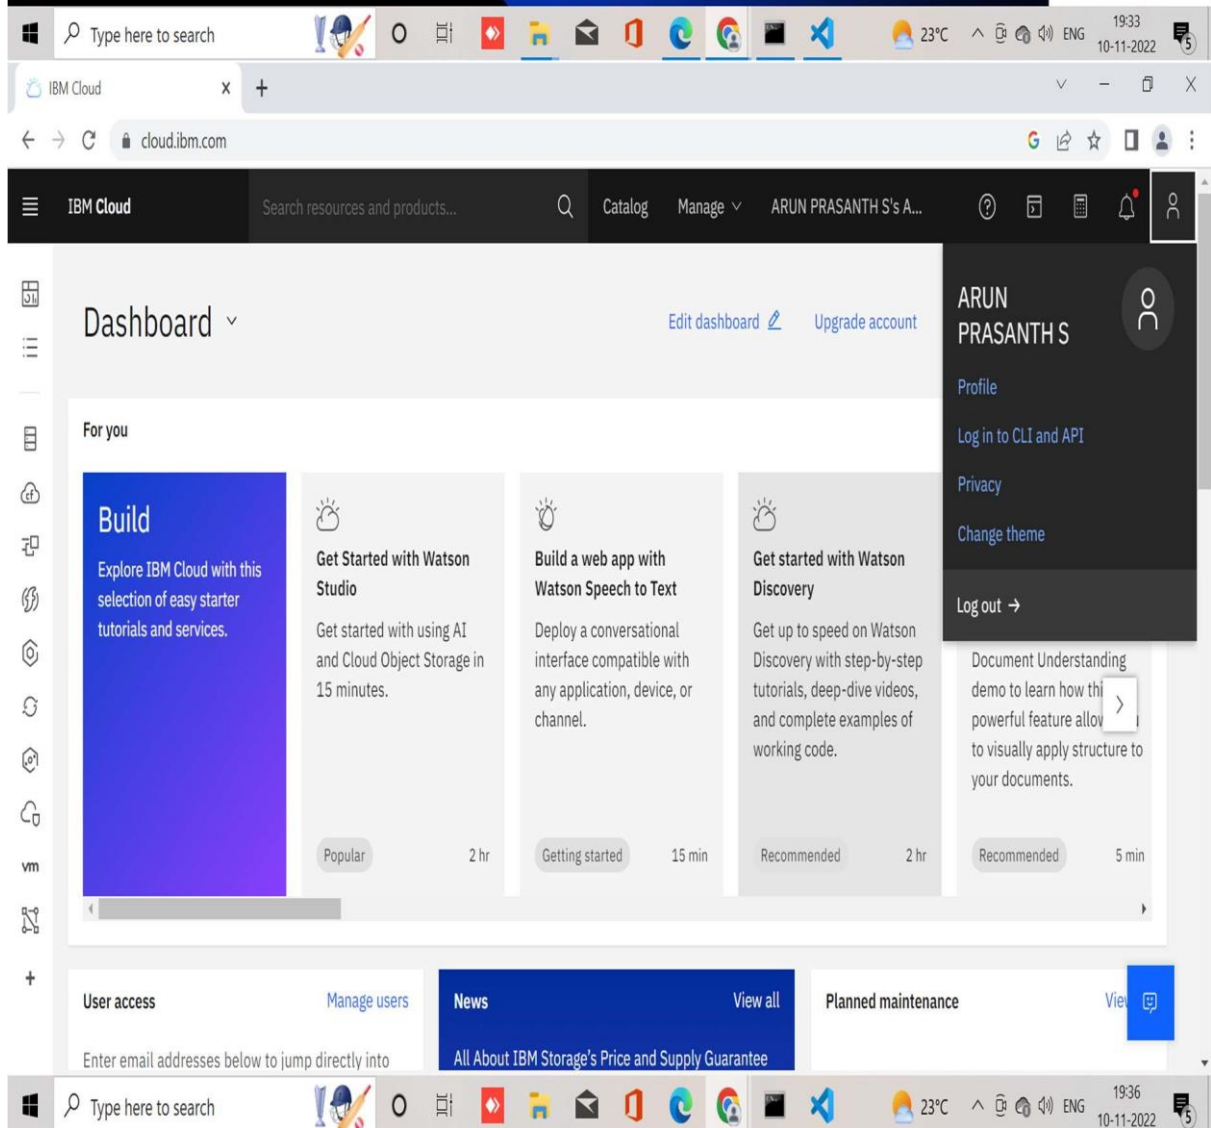 Type here to search
23°C
ENG
19:33
10-11-2022
5
IBM Cloud
cloud.ibm.com
IBM Cloud
Search resources and products...
Catalog
Manage
ARUN PRASANTH S's A...
Dashboard
Edit dashboard
Upgrade account
ARUN
PRASANTH S
Profile
Log in to CLI and API
Privacy
Change theme
Log out →
For you
Build
Explore IBM Cloud with this
selection of easy starter
tutorials and services.
Get Started with Watson
Studio
Get started with using AI
and Cloud Object Storage in
15 minutes.
Popular
2 hr
Build a web app with
Watson Speech to Text
Deploy a conversational
interface compatible with
any application, device, or
channel.
Getting started
15 min
Get started with Watson
Discovery
Get up to speed on Watson
Discovery with step-by-step
tutorials, deep-dive videos,
and complete examples of
working code.
Recommended
2 hr
Document Understanding
demo to learn how thi
powerful feature allow
to visually apply structure to
your documents.
Recommended
5 min
cf
vm
User access
Manage users
Enter email addresses below to jump directly into
News
View all
All About IBM Storage's Price and Supply Guarantee
Planned maintenance
View
Type here to search
23°C
ENG
19:36
10-11-2022
5